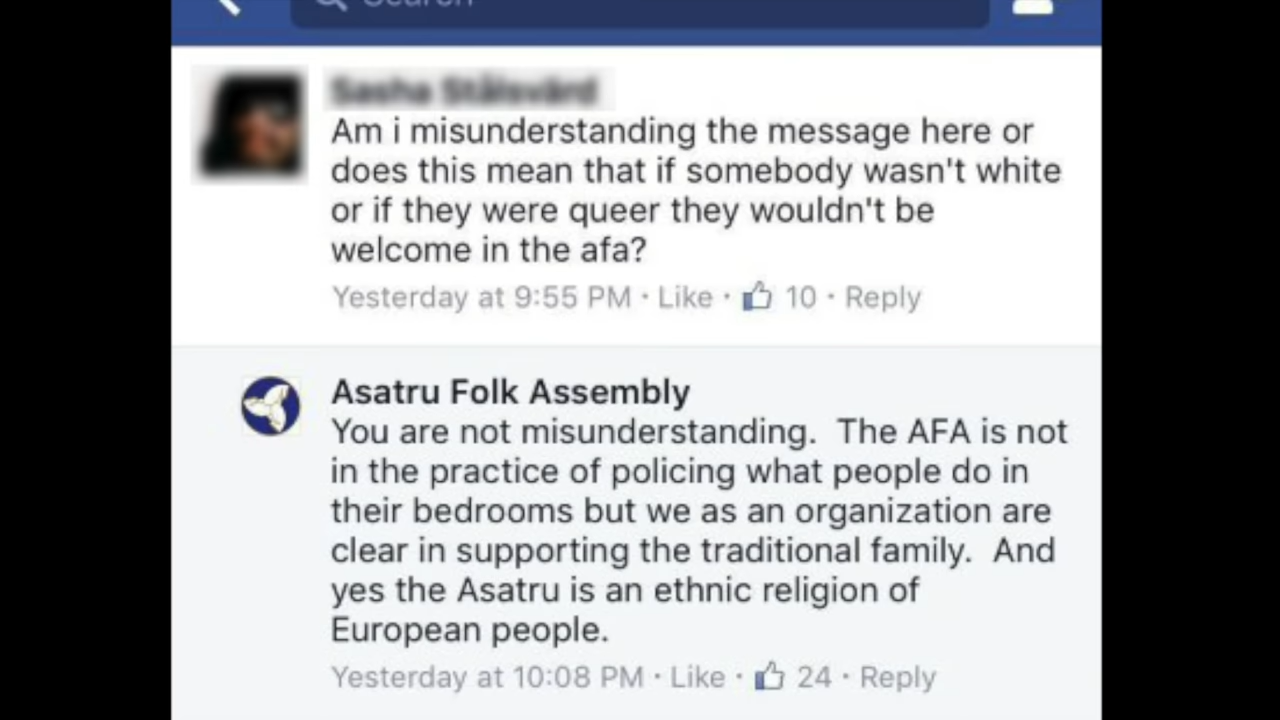 Search
Am i misunderstanding the message here or
does this mean that if somebody wasn't white
or if they were queer they wouldn't be
welcome in the afa?
Yesterday at 9:55 PM · Like · 10 · Reply
Asatru Folk Assembly
You are not misunderstanding. The AFA is not
in the practice of policing what people do in
their bedrooms but we as an organization are
clear in supporting the traditional family. And
yes the Asatru is an ethnic religion of
European people.
Yesterday at 10:08 PM · Like · 24 · Reply